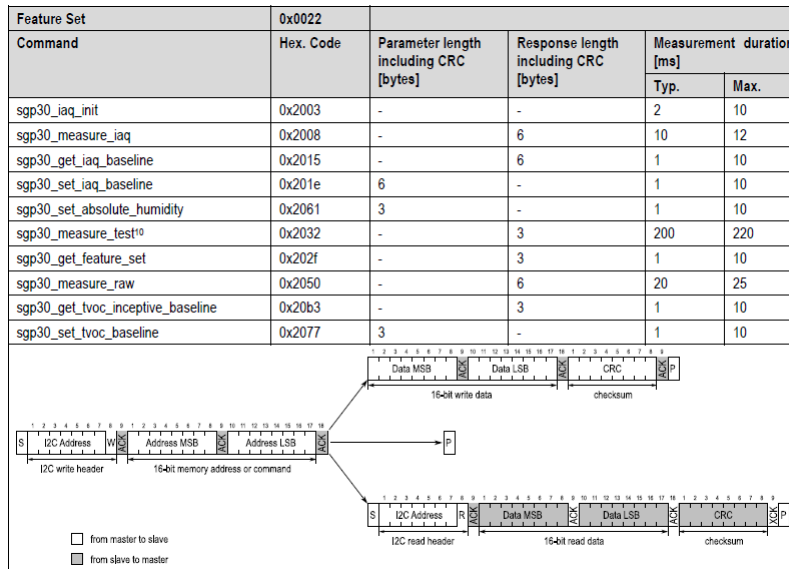 Feature Set 0x0022
Command Hex. Code Parameter length including CRC [bytes] Response length including CRC [bytes] Measurement duration [ms]
Typ. Max.
sgp30_iaq_init 0x2003 - - 2 10
sgp30_measure_iaq 0x2008 - 6 10 12
sgp30_get_iaq_baseline 0x2015 - 6 1 10
sgp30_set_iaq_baseline 0x201e 6 - 1 10
sgp30_set_absolute_humidity 0x2061 3 - 1 10
sgp30_measure_test¹⁰ 0x2032 - 3 200 220
sgp30_get_feature_set 0x202f - 3 1 10
sgp30_measure_raw 0x2050 - 6 20 25
sgp30_get_tvoc_inceptive_baseline 0x20b3 - 3 1 10
sgp30_set_tvoc_baseline 0x2077 3 - 1 10
1 2 3 4 5 6 7 8 9 10 11 12 13 14 15 16 17 18 1 2 3 4 5 6 7 8 9
Data MSB ACK Data LSB ACK CRC ACK P
16-bit write data checksum
1 2 3 4 5 6 7 8 9 1 2 3 4 5 6 7 8 9 10 11 12 13 14 15 16 17 18
S I2C Address W ACK Address MSB ACK Address LSB ACK P
I2C write header 16-bit memory address or command
1 2 3 4 5 6 7 8 9 1 2 3 4 5 6 7 8 9 10 11 12 13 14 15 16 17 18 1 2 3 4 5 6 7 8 9
S I2C Address R ACK Data MSB ACK Data LSB ACK CRC XCK P
I2C read header 16-bit read data checksum
from master to slave
from slave to master